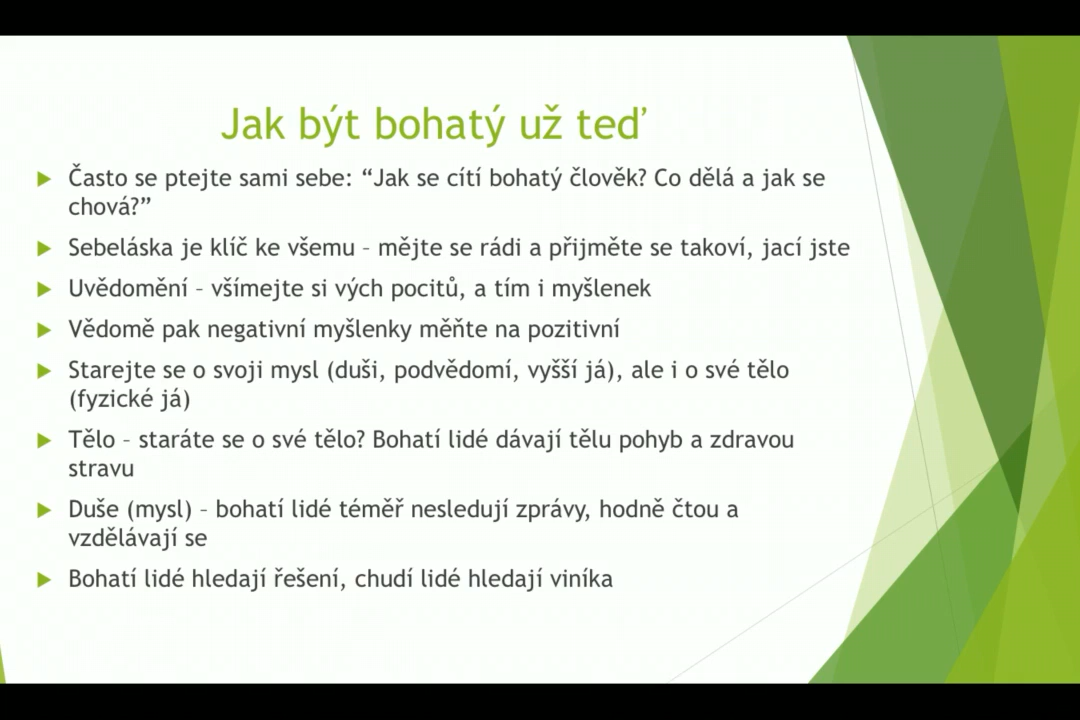 Jak být bohatý už teď
Často se ptejte sami sebe: “Jak se cítí bohatý člověk? Co dělá a jak se
chová?”
Sebeláska je klíč ke všemu – mějte se rádi a přijměte se takoví, jací jste
Uvědomění – všímejte si vých pocitů, a tím i myšlenek
Vědomě pak negativní myšlenky měňte na pozitivní
Starejte se o svoji mysl (duši, podvědomí, vyšší já), ale i o své tělo
(fyzické já)
Tělo – staráte se o své tělo? Bohatí lidé dávají tělu pohyb a zdravou
stravu
Duše (mysl) – bohatí lidé téměř nesledují zprávy, hodně čtou a
vzdělávají se
Bohatí lidé hledají řešení, chudí lidé hledají viníka